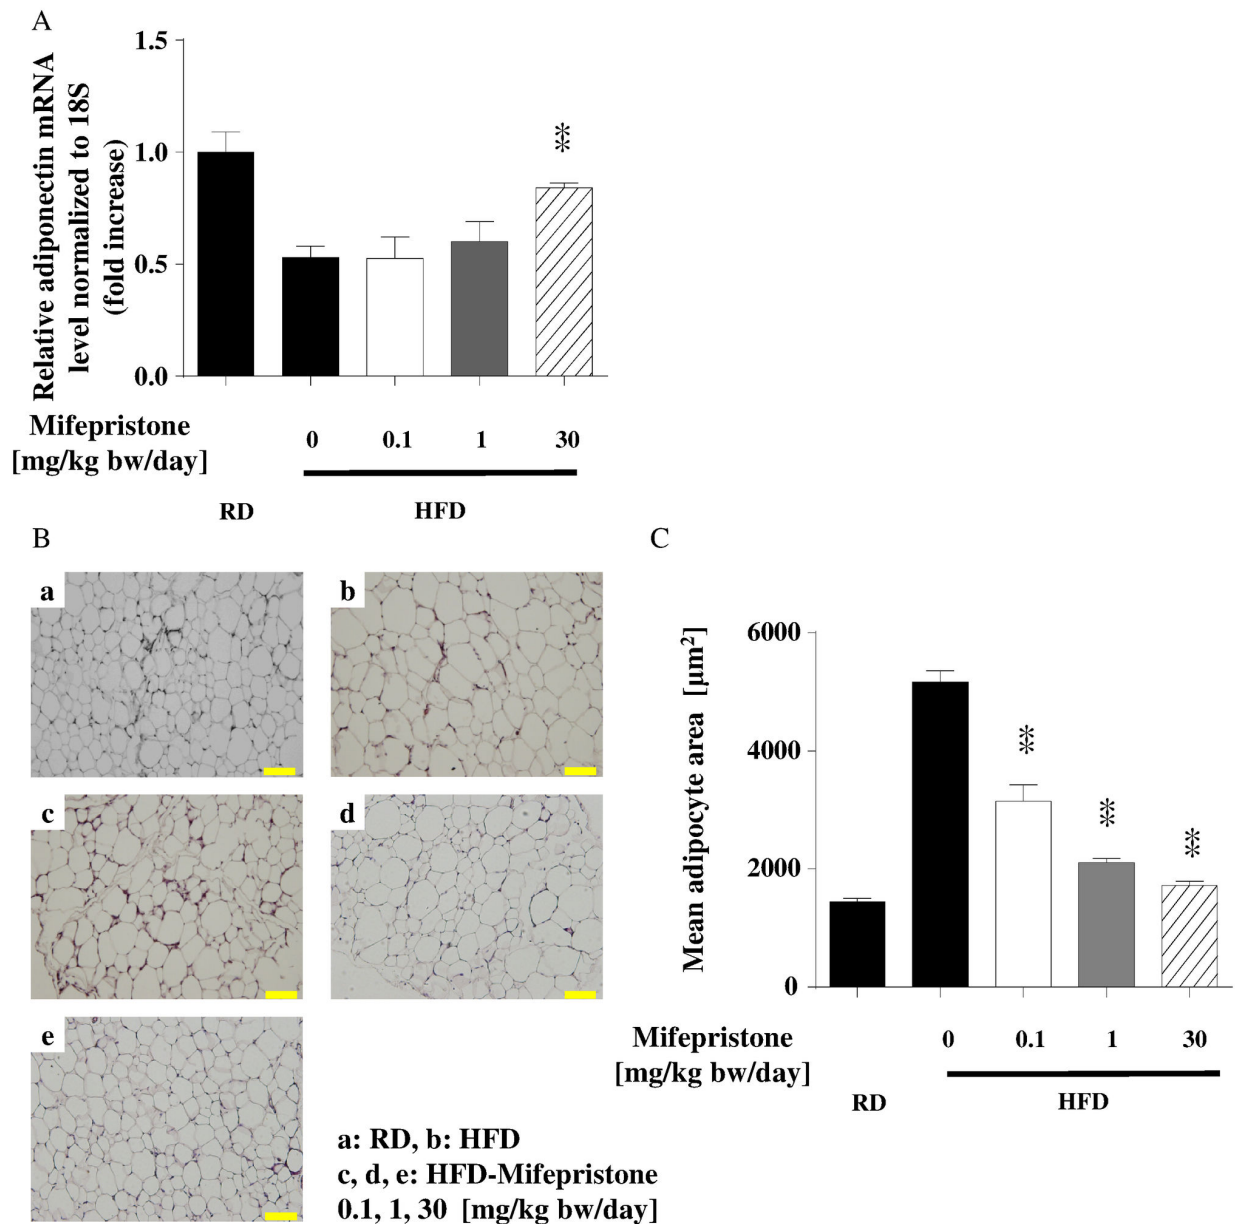 A
Relative adiponectin mRNA
level normalized to 18S
(fold increase)
1.5
1.0
0.5
0.0
**
Mifepristone
[mg/kg bw/day]
0 0.1 1 30
RD HFD
B
a
b
c
d
e
a: RD, b: HFD
c, d, e: HFD-Mifepristone
0.1, 1, 30 [mg/kg bw/day]
C
Mean adipocyte area [µm²]
6000
4000
2000
0
**
**
**
Mifepristone
[mg/kg bw/day]
0 0.1 1 30
RD HFD